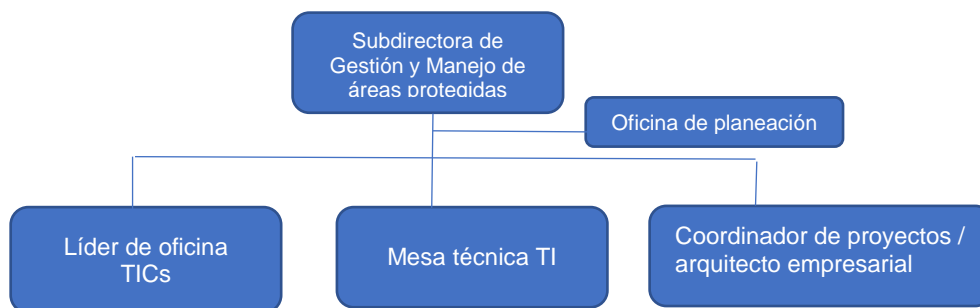 Subdirectora de
Gestión y Manejo de
áreas protegidas
Oficina de planeación
Líder de oficina
TICs
Mesa técnica TI
Coordinador de proyectos /
arquitecto empresarial